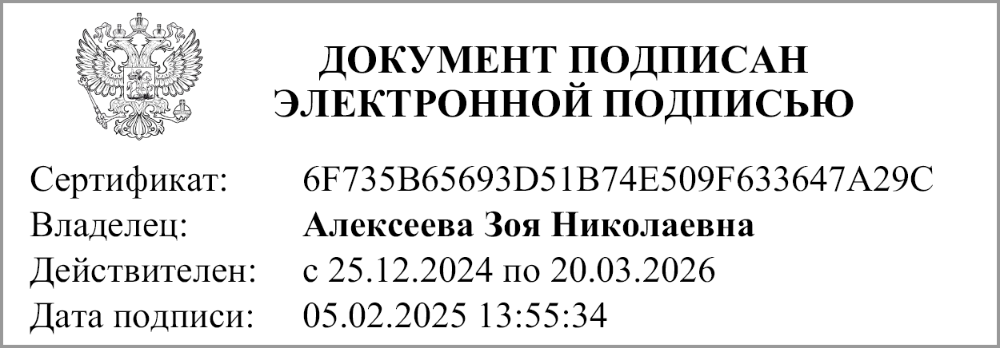 ДОКУМЕНТ ПОДПИСАН
ЭЛЕКТРОННОЙ ПОДПИСЬЮ
Сертификат: 6F735B65693D51B74E509F633647A29C
Владелец: Алексеева Зоя Николаевна
Действителен: с 25.12.2024 по 20.03.2026
Дата подписи: 05.02.2025 13:55:34